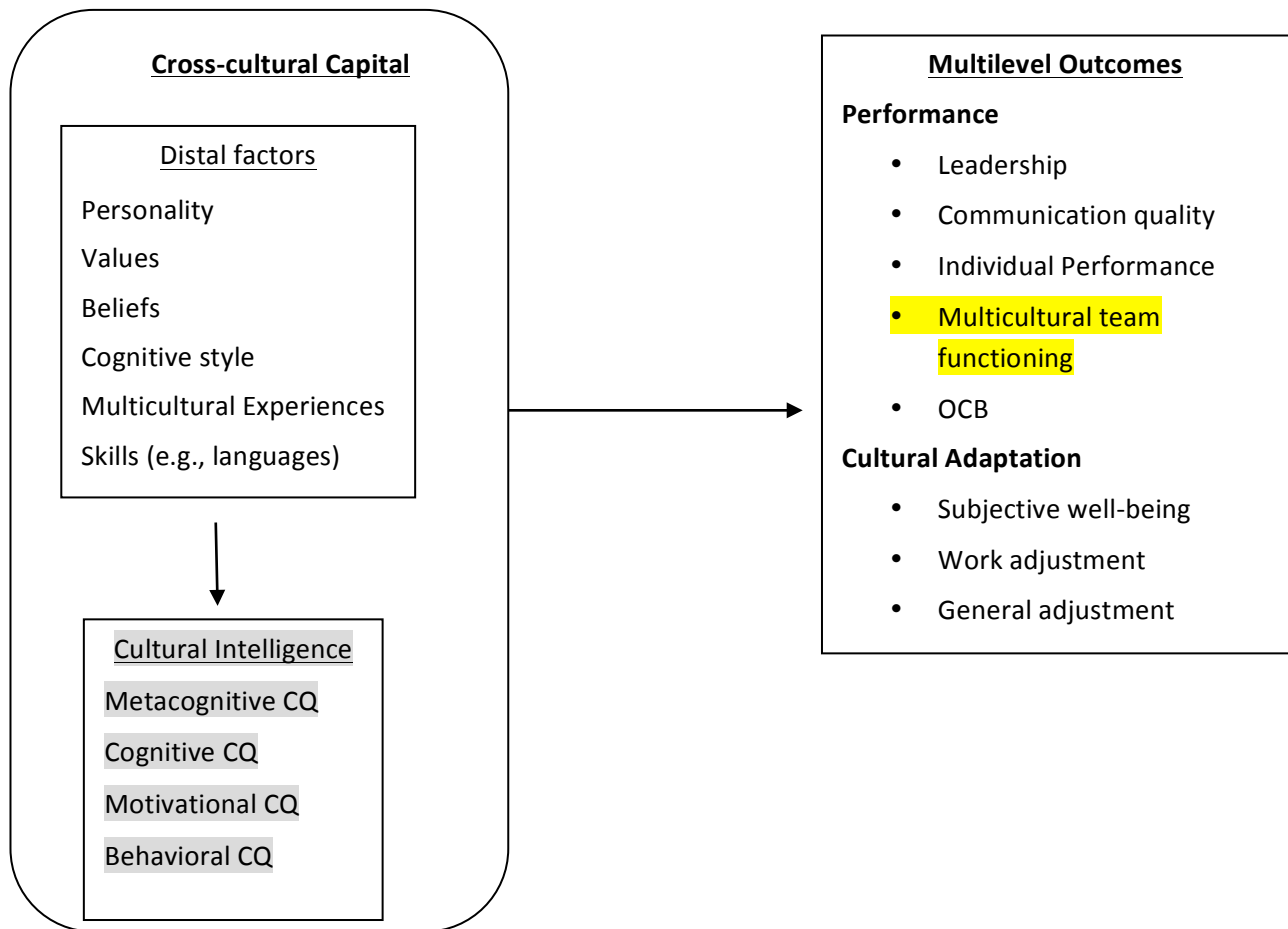 Cross-cultural Capital
Distal factors
Personality
Values
Beliefs
Cognitive style
Multicultural Experiences
Skills (e.g., languages)
Cultural Intelligence
Metacognitive CQ
Cognitive CQ
Motivational CQ
Behavioral CQ
Multilevel Outcomes
Performance
• Leadership
• Communication quality
• Individual Performance
• Multicultural team
functioning
• OCB
Cultural Adaptation
• Subjective well-being
• Work adjustment
• General adjustment